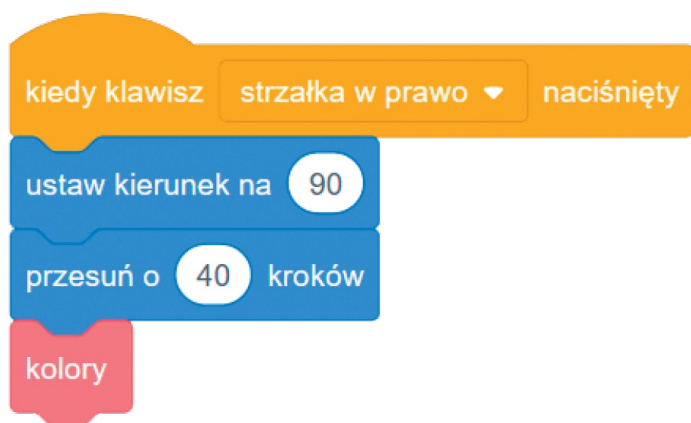 kiedy klawisz strzałka w prawo naciśnięty
ustaw kierunek na 90
przesuń o 40 kroków
kolory